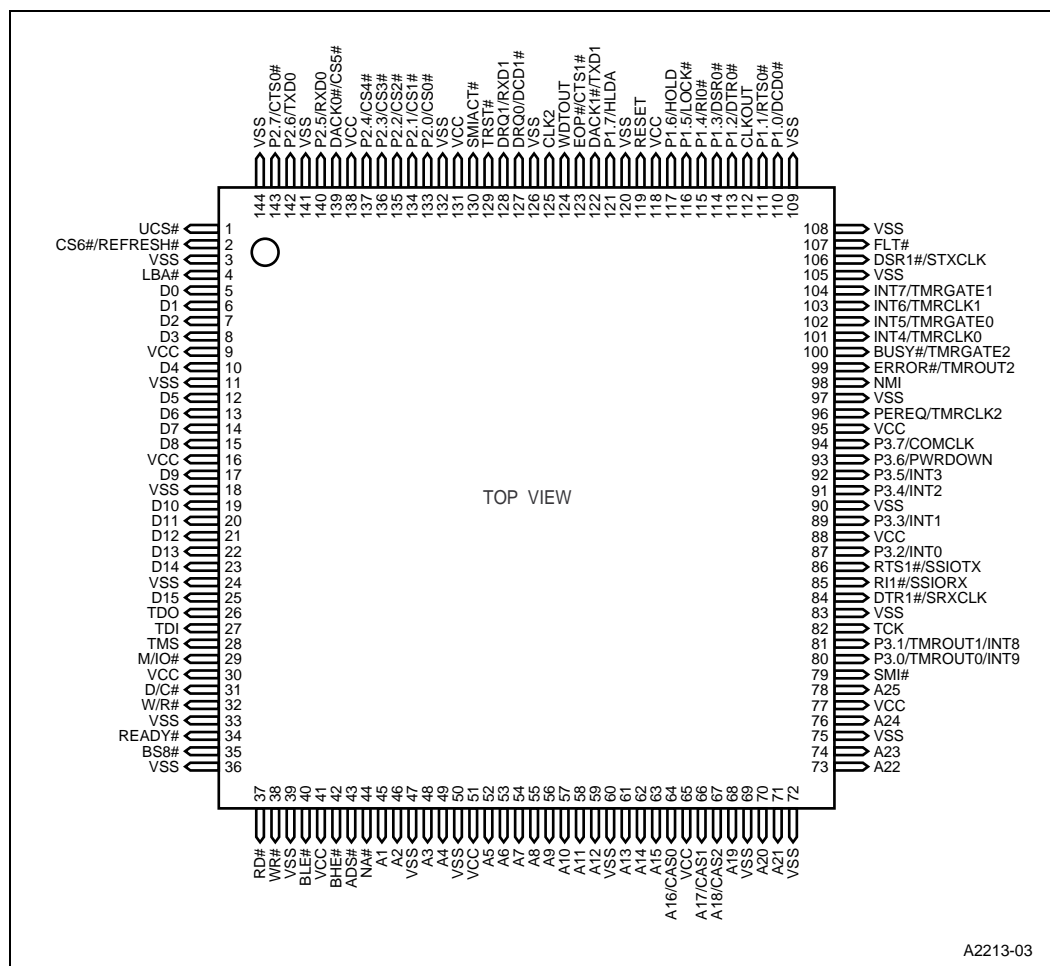 VSS
P2.7/CTS0#
P2.6/TXD0
VSS
P2.5/RXD0
DACK0#/CS5#
VCC
P2.4/CS4#
P2.3/CS3#
P2.2/CS2#
P2.1/CS1#
P2.0/CS0#
VSS
VCC
SMIACT#
TRST#
DRQ1/RXD1
DRQ0/DCD1#
VSS
CLK2
WDTOUT
EOP#/CTS1#
DACK1#/TXD1
P1.7/HLDA
VSS
RESET
VCC
P1.6/HOLD
P1.5/LOCK#
P1.4/RI0#
P1.3/DSR0#
P1.2/DTR0#
CLKOUT
P1.1/RTS0#
P1.0/DCD0#
VSS
144
143
142
141
140
139
138
137
136
135
134
133
132
131
130
129
128
127
126
125
124
123
122
121
120
119
118
117
116
115
114
113
112
111
110
109
UCS# 1
CS6#/REFRESH# 2
VSS 3
LBA# 4
D0 5
D1 6
D2 7
D3 8
VCC 9
D4 10
VSS 11
D5 12
D6 13
D7 14
D8 15
VCC 16
D9 17
VSS 18
D10 19
D11 20
D12 21
D13 22
D14 23
VSS 24
D15 25
TDO 26
TDI 27
TMS 28
M/IO# 29
VCC 30
D/C# 31
W/R# 32
VSS 33
READY# 34
BS8# 35
VSS 36
TOP VIEW
108 VSS
107 FLT#
106 DSR1#/STXCLK
105 VSS
104 INT7/TMRGATE1
103 INT6/TMRCLK1
102 INT5/TMRGATE0
101 INT4/TMRCLK0
100 BUSY#/TMRGATE2
99 ERROR#/TMROUT2
98 NMI
97 VSS
96 PEREQ/TMRCLK2
95 VCC
94 P3.7/COMCLK
93 P3.6/PWRDOWN
92 P3.5/INT3
91 P3.4/INT2
90 VSS
89 P3.3/INT1
88 VCC
87 P3.2/INT0
86 RTS1#/SSIOTX
85 RI1#/SSIORX
84 DTR1#/SRXCLK
83 VSS
82 TCK
81 P3.1/TMROUT1/INT8
80 P3.0/TMROUT0/INT9
79 SMI#
78 A25
77 VCC
76 A24
75 VSS
74 A23
73 A22
37
38
39
40
41
42
43
44
45
46
47
48
49
50
51
52
53
54
55
56
57
58
59
60
61
62
63
64
65
66
67
68
69
70
71
72
RD#
WR#
VSS
BLE#
VCC
BHE#
ADS#
NA#
A1
A2
VSS
A3
A4
VSS
VCC
A5
A6
A7
A8
A9
A10
A11
A12
VSS
A13
A14
A15
A16/CAS0
VCC
A17/CAS1
A18/CAS2
A19
VSS
A20
A21
VSS
A2213-03